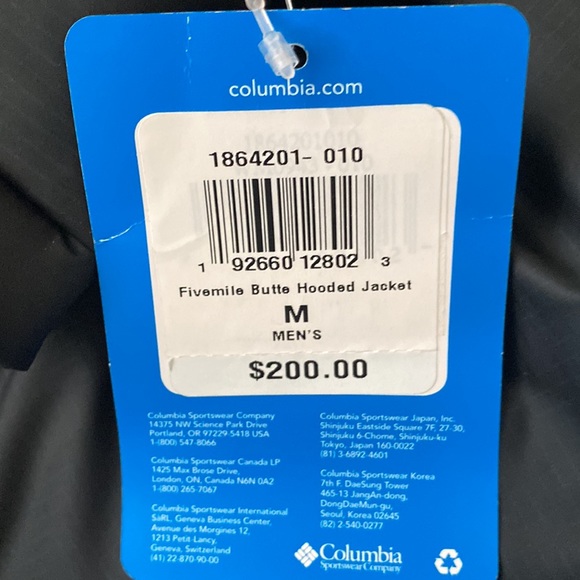 columbia.com
1864201- 010
1 92660 12802 3
Fivemile Butte Hooded Jacket
M
MEN'S
$200.00
Columbia Sportswear Company
14375 NW Science Park Drive
Portland, OR 97229-5418 USA
1-(800) 547-8066
Columbia Sportswear Canada LP
1425 Max Brose Drive,
London, ON, Canada N6N 0A2
1-(800) 265-7067
Columbia Sportswear International
SàRL, Geneva Business Center,
Avenue des Morgines 12,
1213 Petit-Lancy,
Geneva, Switzerland
(41) 22-870-90-00
Columbia Sportswear Japan, Inc.
Shinjuku Eastside Square 7F, 27-30,
Shinjuku 6-Chome, Shinjuku-ku
Tokyo, Japan 160-0022
(81) 3-6892-4601
Columbia Sportswear Korea
7th F. DaeSung Tower
465-13 JangAn-dong,
DongDaeMun-gu,
Seoul, Korea 02645
(82) 2-540-0277
Columbia
Sportswear Company